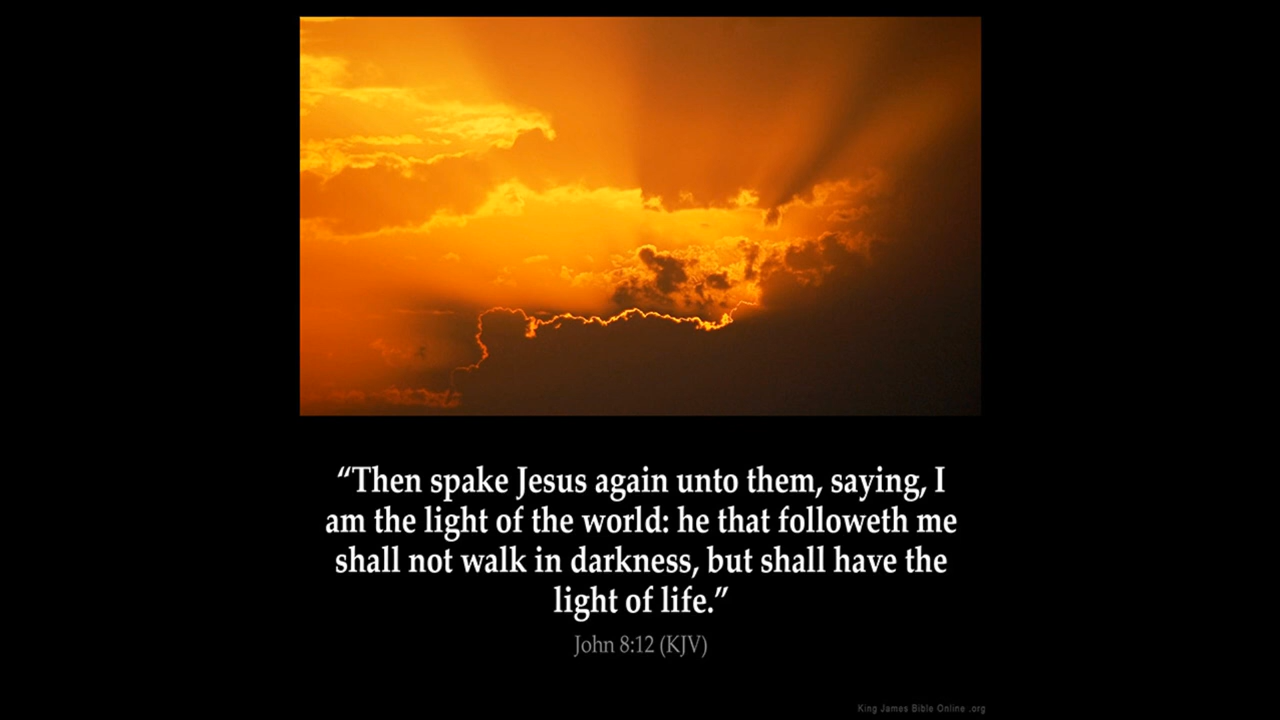 “Then spake Jesus again unto them, saying, I
am the light of the world: he that followeth me
shall not walk in darkness, but shall have the
light of life.”
John 8:12 (KJV)
King James Bible Online .org